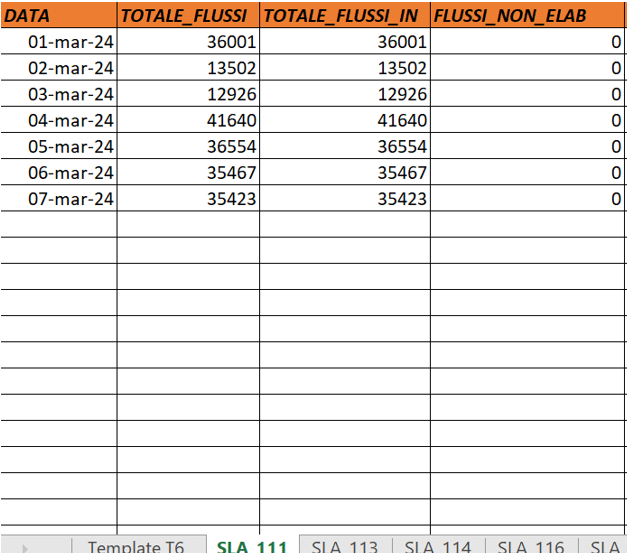 DATA TOTALE_FLUSSI TOTALE_FLUSSI_IN FLUSSI_NON_ELAB
01-mar-24 36001 36001 0
02-mar-24 13502 13502 0
03-mar-24 12926 12926 0
04-mar-24 41640 41640 0
05-mar-24 36554 36554 0
06-mar-24 35467 35467 0
07-mar-24 35423 35423 0
Template T6 SLA_111 SLA_113 SLA_114 SLA_116 SLA